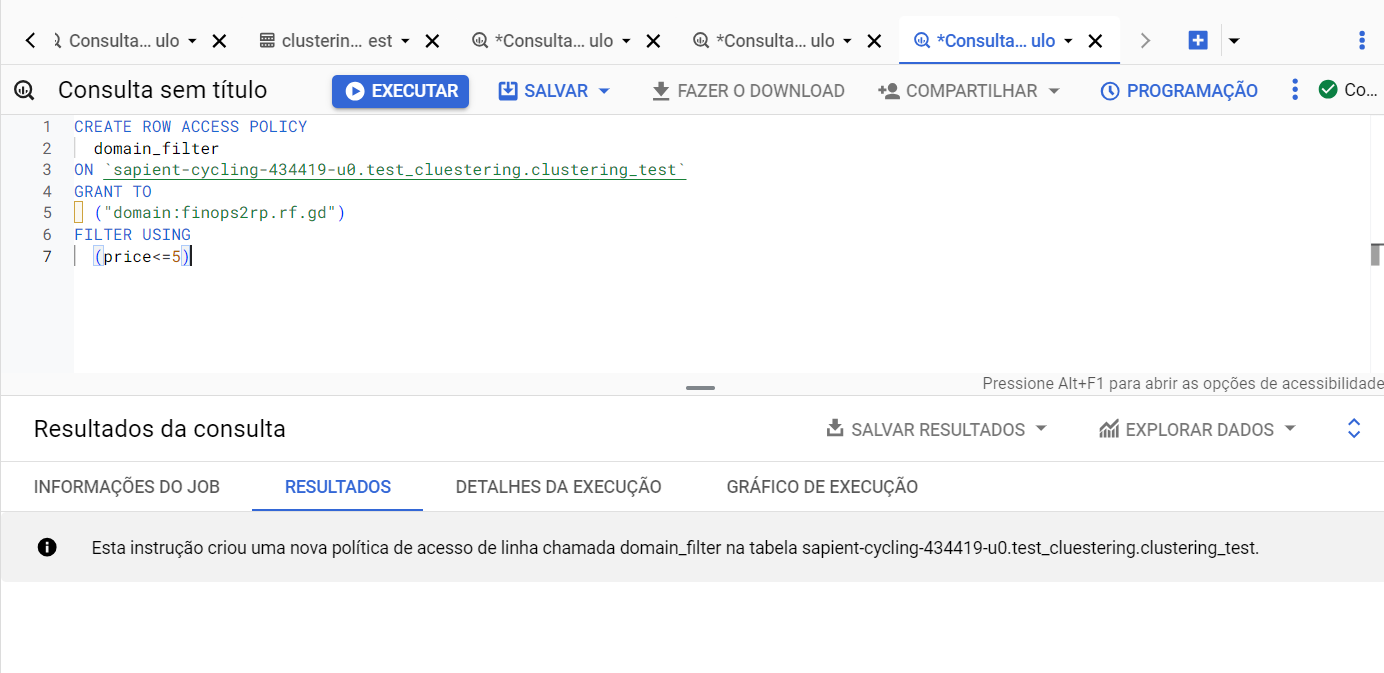 Consulta... ulo
clusterin... est
*Consulta... ulo
*Consulta... ulo
*Consulta... ulo
Consulta sem título
EXECUTAR
SALVAR
FAZER O DOWNLOAD
COMPARTILHAR
PROGRAMAÇÃO
Co...
1 CREATE ROW ACCESS POLICY
2 domain_filter
3 ON `sapient-cycling-434419-u0.test_cluestering.clustering_test`
4 GRANT TO
5 ("domain:finops2rp.rf.gd")
6 FILTER USING
7 (price<=5)
Pressione Alt+F1 para abrir as opções de acessibilidade
Resultados da consulta
SALVAR RESULTADOS
EXPLORAR DADOS
INFORMAÇÕES DO JOB
RESULTADOS
DETALHES DA EXECUÇÃO
GRÁFICO DE EXECUÇÃO
Esta instrução criou uma nova política de acesso de linha chamada domain_filter na tabela sapient-cycling-434419-u0.test_cluestering.clustering_test.